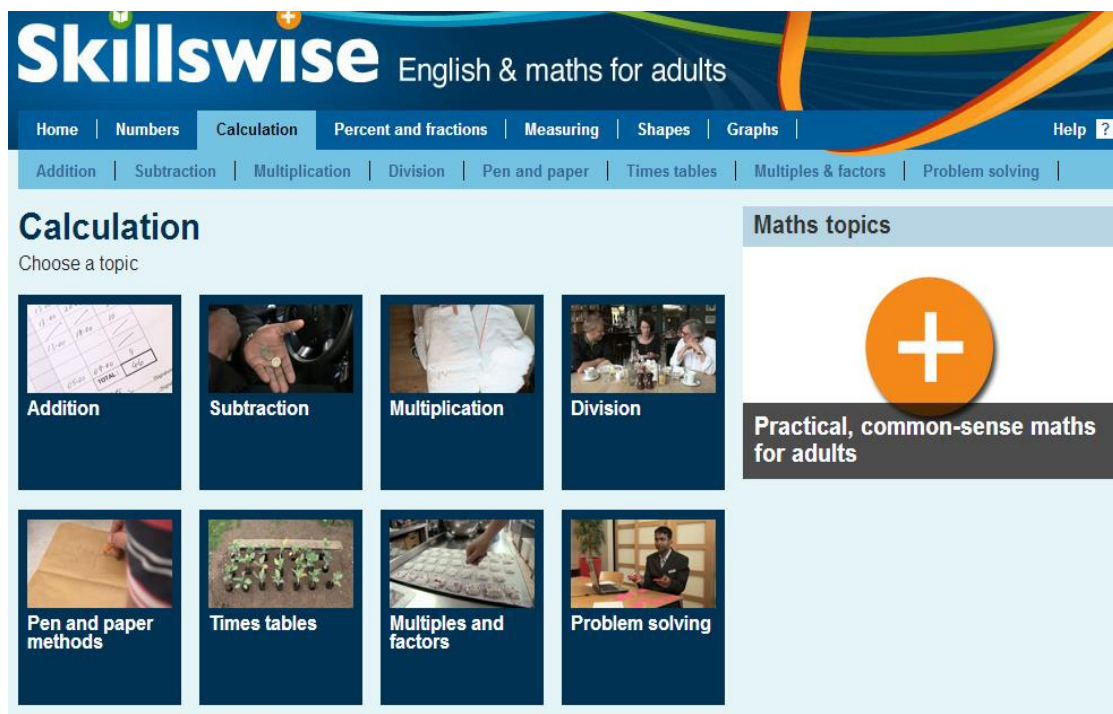 Skillswise English & maths for adults
Home Numbers Calculation Percent and fractions Measuring Shapes Graphs Help ?
Addition Subtraction Multiplication Division Pen and paper Times tables Multiples & factors Problem solving
Calculation
Choose a topic
Maths topics
TOTAL: 46
Addition
Subtraction
Multiplication
Division
Practical, common-sense maths
for adults
Pen and paper
methods
Times tables
Multiples and
factors
Problem solving